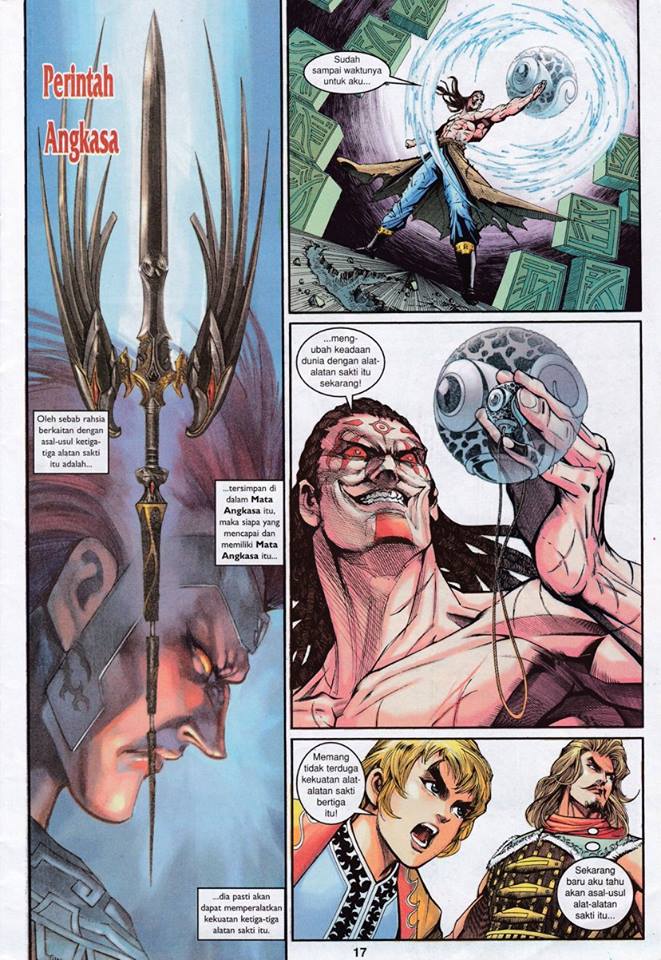 Perintah
Angkasa
Oleh sebab rahsia
berkaitan dengan
asal-usul ketiga-
tiga alatan sakti
itu adalah...
...tersimpan di
dalam Mata
Angkasa itu,
maka siapa yang
mencapai dan
memiliki Mata
Angkasa itu...
...dia pasti akan
dapat memperalatkan
kekuatan ketiga-tiga
alatan sakti itu.
Sudah
sampai waktunya
untuk aku...
...meng-
ubah keadaan
dunia dengan alat-
alatan sakti itu
sekarang!
Memang
tidak terduga
kekuatan alat-
alatan sakti
bertiga
itu!
Sekarang
baru aku tahu
akan asal-usul
alat-alatan
sakti itu...
17